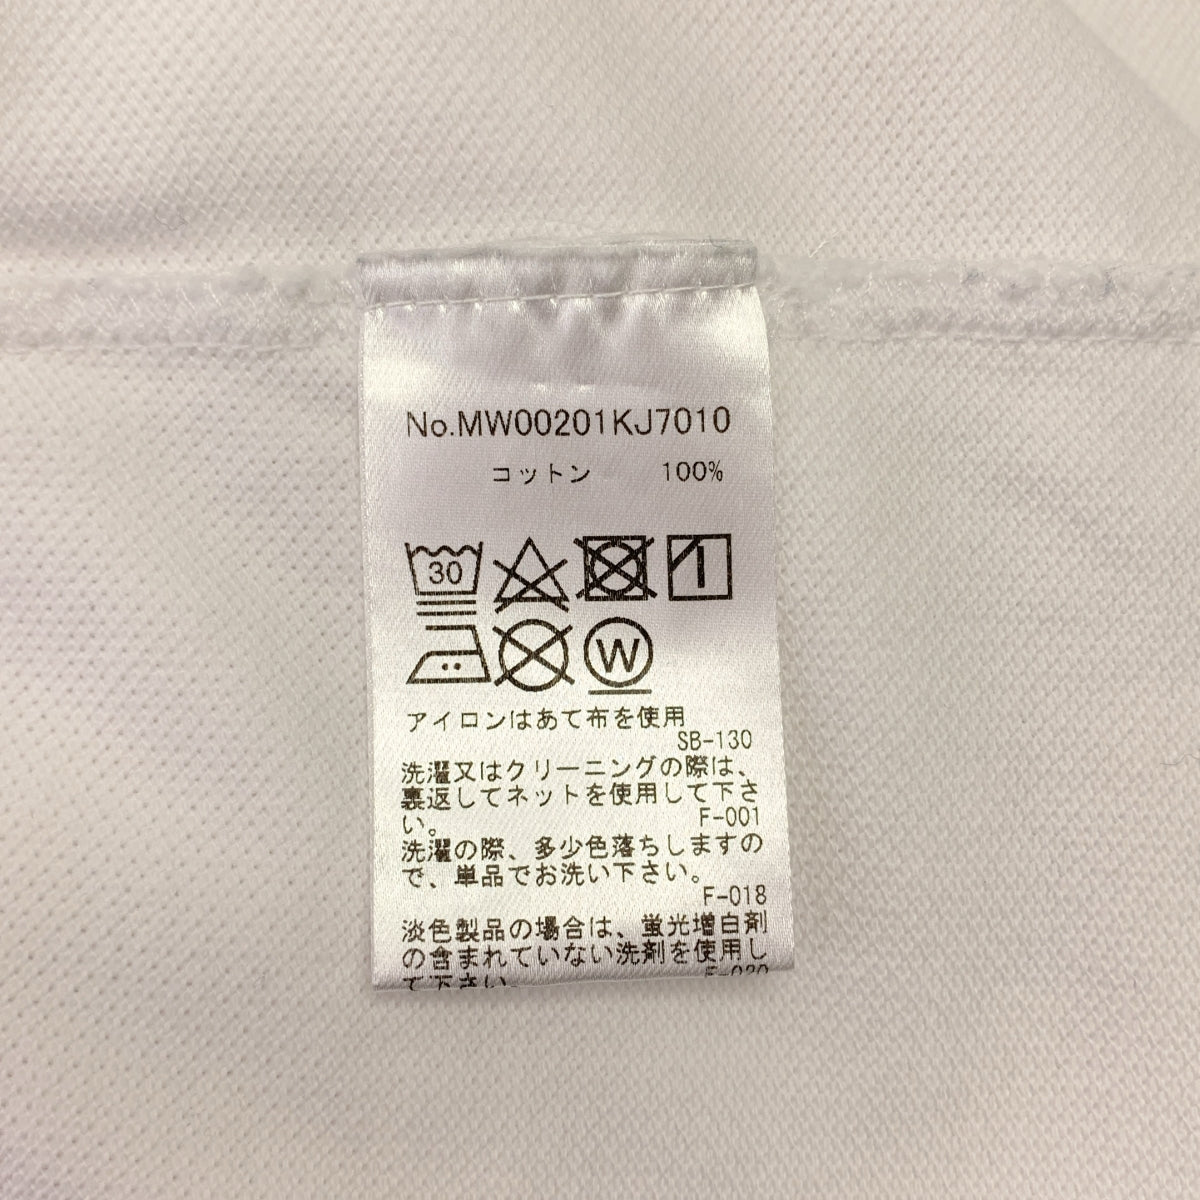 No.MW00201KJ7010
コットン 100%
30
W
アイロンはあて布を使用
SB-130
洗濯又はクリーニングの際は、
裏返してネットを使用して下さ
い。 F-001
洗濯の際、多少色落ちしますの
で、単品でお洗い下さい。
F-018
淡色製品の場合は、蛍光増白剤
の含まれていない洗剤を使用し
て下さい。